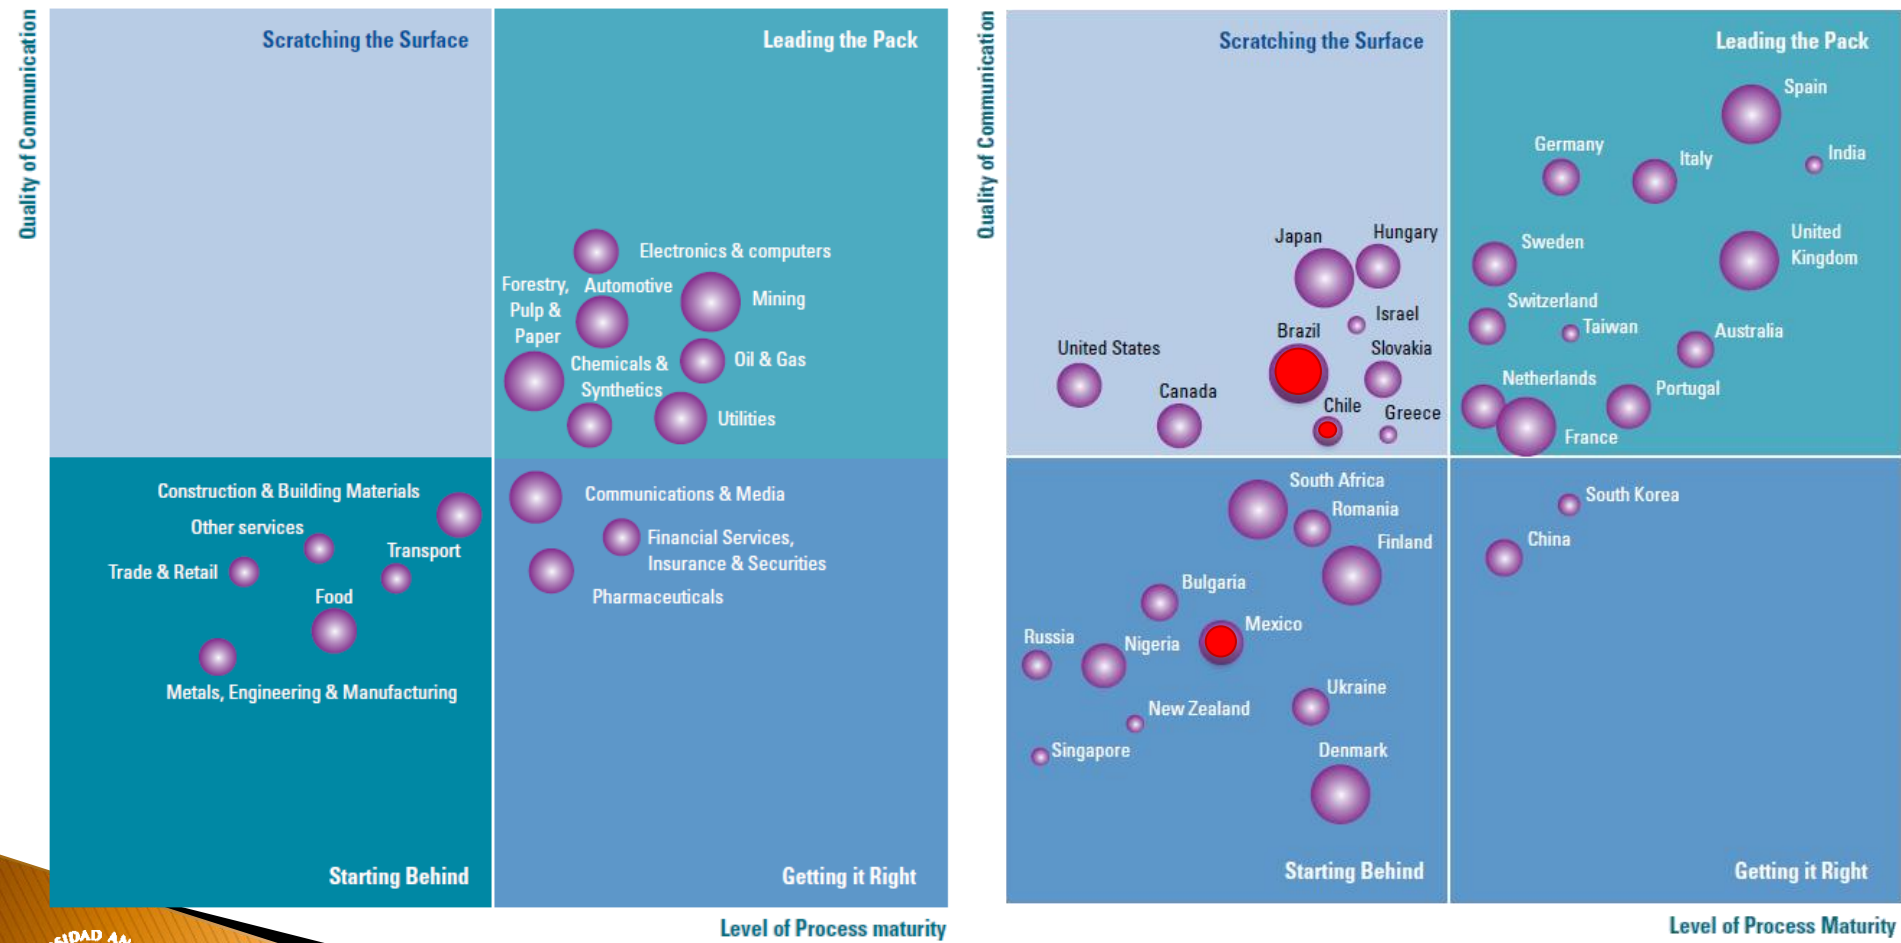 Quality of Communication
Scratching the Surface
Leading the Pack
Electronics & computers
Forestry,
Pulp &
Paper
Automotive
Mining
Chemicals &
Synthetics
Oil & Gas
Utilities
Construction & Building Materials
Other services
Transport
Trade & Retail
Food
Metals, Engineering & Manufacturing
Communications & Media
Financial Services,
Insurance & Securities
Pharmaceuticals
Starting Behind
Getting it Right
Level of Process maturity
Quality of Communication
Scratching the Surface
Leading the Pack
Spain
Germany
Italy
India
Japan
Hungary
Sweden
United
Kingdom
Israel
Switzerland
Taiwan
Australia
Brazil
United States
Slovakia
Canada
Netherlands
Portugal
Chile
Greece
France
South Africa
Romania
Finland
South Korea
China
Bulgaria
Mexico
Russia
Nigeria
Ukraine
New Zealand
Singapore
Denmark
Starting Behind
Getting it Right
Level of Process Maturity